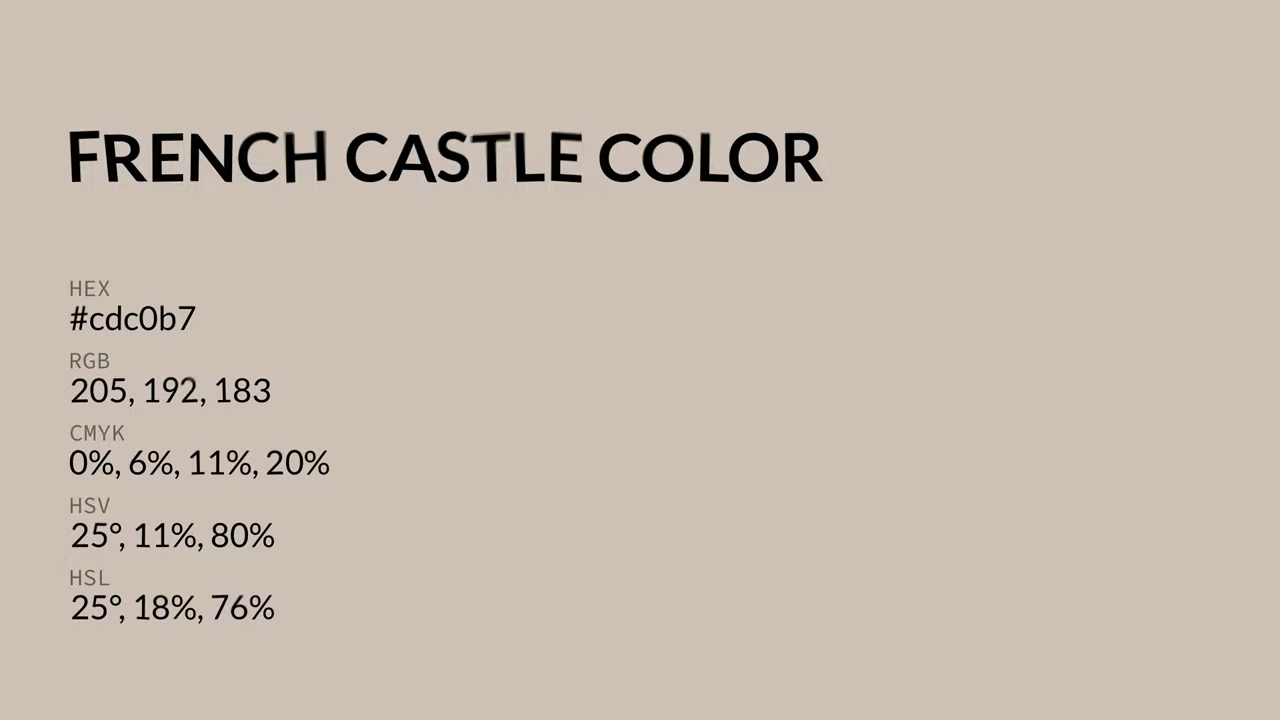 FRENCH CASTLE COLOR
HEX
#cdc0b7
RGB
205, 192, 183
CMYK
0%, 6%, 11%, 20%
HSV
25°, 11%, 80%
HSL
25°, 18%, 76%